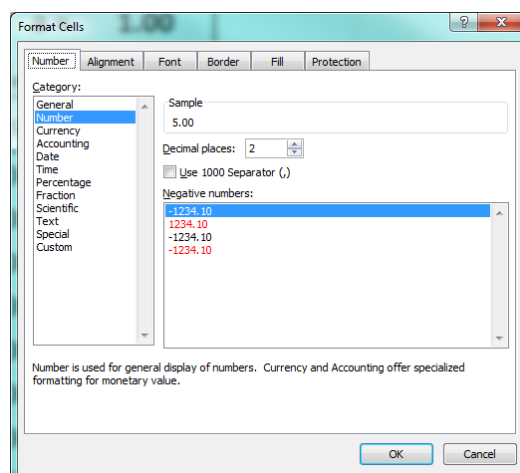 1.00
Format Cells
Number Alignment Font Border Fill Protection
Category:
General
Number
Currency
Accounting
Date
Time
Percentage
Fraction
Scientific
Text
Special
Custom
Sample
5.00
Decimal places: 2
Use 1000 Separator (,)
Negative numbers:
-1234.10
1234.10
-1234.10
-1234.10
Number is used for general display of numbers. Currency and Accounting offer specialized
formatting for monetary value.
OK Cancel